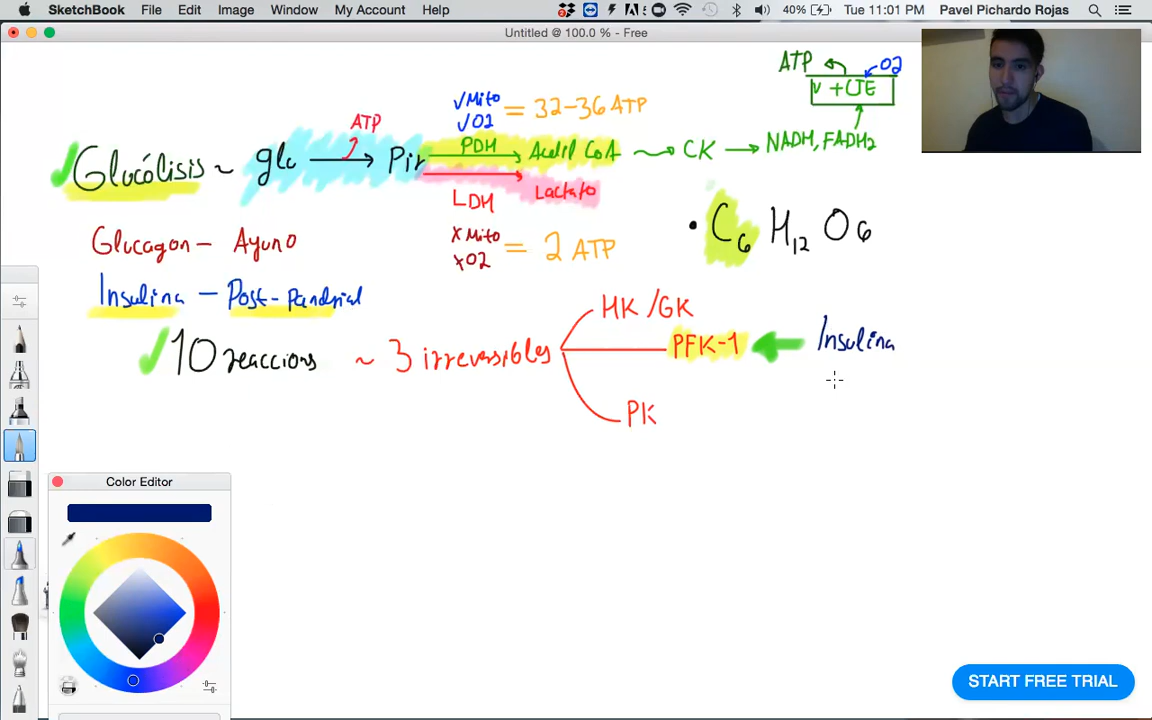 SketchBook File Edit Image Window My Account Help 40% Tue 11:01 PM Pavel Pichardo Rojas
Untitled @ 100.0 % - Free
ATP O2
V + CTE
ATP
√Mito
√O2
= 32-36 ATP
Glucólisis ~ glc → Pir
PDH Acetil CoA ~ CK → NADH, FADH2
LDH Lactato
• C6 H12 O6
Glucagon - Ayuno
x Mito
xO2
= 2 ATP
Insulina - Post-pandrial
10 reaccions ~ 3 irreversibles
HK /GK
PFK-1
Insulina
PK
Color Editor
START FREE TRIAL